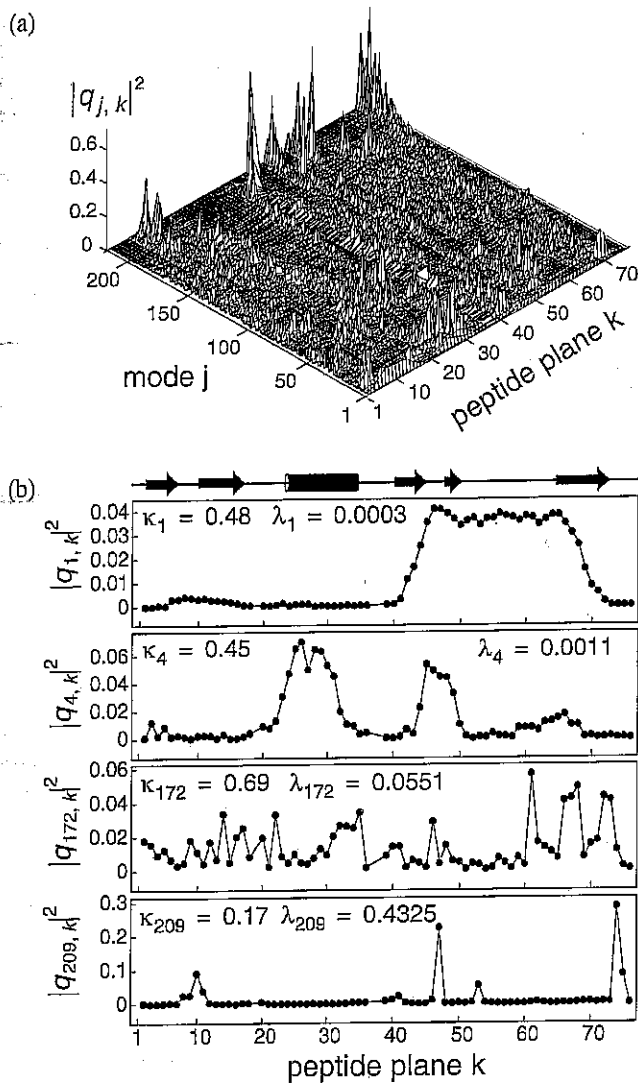 (a)
|q_{j, k}|²
0.6
0.4
0.2
0
200
150
100
50
1
mode j
1
10
20
30
40
50
60
70
peptide plane k
(b)
|q_{1, k}|²
0.04
0.03
0.02
0.01
0
κ₁ = 0.48 λ₁ = 0.0003
|q_{4, k}|²
0.06
0.04
0.02
0
κ₄ = 0.45 λ₄ = 0.0011
|q_{172, k}|²
0.06
0.04
0.02
0
κ₁₇₂ = 0.69 λ₁₇₂ = 0.0551
|q_{209, k}|²
0.3
0.2
0.1
0
κ₂₀₉ = 0.17 λ₂₀₉ = 0.4325
1 10 20 30 40 50 60 70
peptide plane k